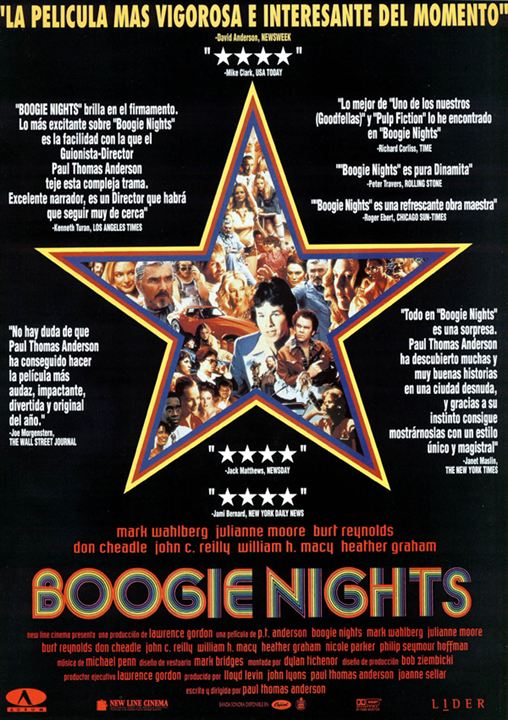 "LA PELICULA MAS VIGOROSA E INTERESANTE DEL MOMENTO"
-David Anderson, NEWSWEEK
"★★★★"
-Mike Clark, USA TODAY
"BOOGIE NIGHTS" brilla en el firmamento.
Lo más excitante sobre "Boogie Nights"
es la facilidad con la que el
Guionista-Director
Paul Thomas Anderson
teje esta compleja trama.
Excelente narrador, es un Director que habrá
que seguir muy de cerca"
-Kenneth Turan, LOS ANGELES TIMES
"Lo mejor de "Uno de los nuestros
(Goodfellas)" y "Pulp Fiction" lo he encontrado
en "Boogie Nights"
-Richard Corliss, TIME
""Boogie Nights" es pura Dinamita"
-Peter Travers, ROLLING STONE
""Boogie Nights" es una refrescante obra maestra"
-Roger Ebert, CHICAGO SUN-TIMES
"No hay duda de que
Paul Thomas Anderson
ha conseguido hacer
la película más
audaz, impactante,
divertida y original
del año."
-Joe Morgenstern,
THE WALL STREET JOURNAL
"Todo en "Boogie Nights"
es una sorpresa.
Paul Thomas Anderson
ha descubierto muchas y
muy buenas historias
en una ciudad desnuda,
y gracias a su
instinto consigue
mostrárnoslas con un estilo
único y magistral"
-Janet Maslin,
THE NEW YORK TIMES
"★★★★"
-Jack Matthews, NEWSDAY
"★★★★"
-Jami Bernard, NEW YORK DAILY NEWS
mark wahlberg julianne moore burt reynolds
don cheadle john c. reilly william h. macy heather graham
BOOGIE NIGHTS
new line cinema presenta una producción de lawrence gordon una película de p.t. anderson boogie nights mark wahlberg julianne moore
burt reynolds don cheadle john c. reilly william h. macy heather graham nicole parker philip seymour hoffman
música de michael penn diseño de vestuario mark bridges montada por dylan tichenor diseño de producción bob ziembicki
productor ejecutivo lawrence gordon producida por lloyd levin john lyons paul thomas anderson joanne sellar
escrita y dirigida por paul thomas anderson
NEW LINE CINEMA
BANDA SONORA DISPONIBLE EN
Capitol
LIDER